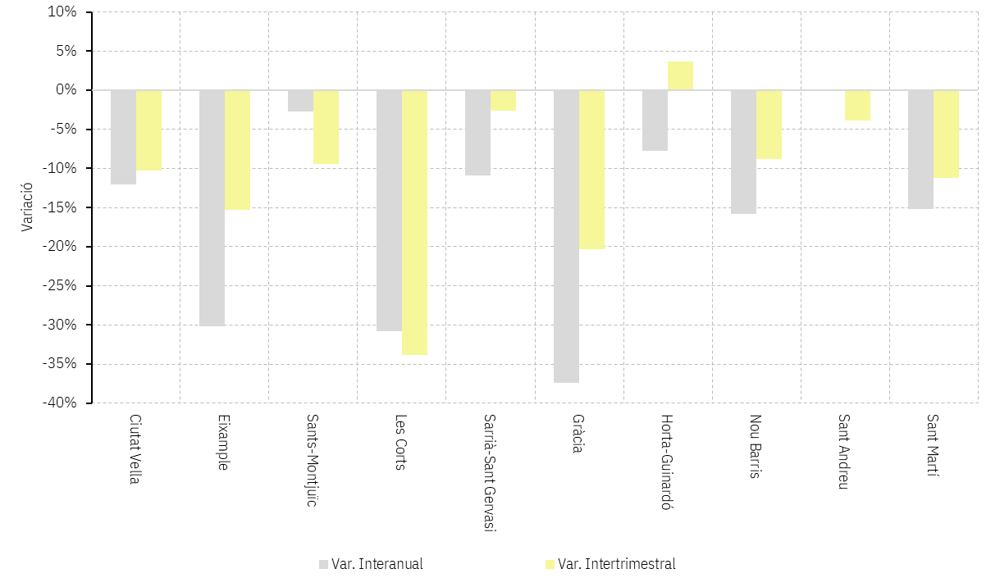 10%
5%
0%
-5%
-10%
-15%
-20%
-25%
-30%
-35%
-40%
Variació
Ciutat Vella
Eixample
Sants-Montjuïc
Les Corts
Sarrià-Sant Gervasi
Gràcia
Horta-Guinardó
Nou Barris
Sant Andreu
Sant Martí
Var. Interanual
Var. Intertrimestral